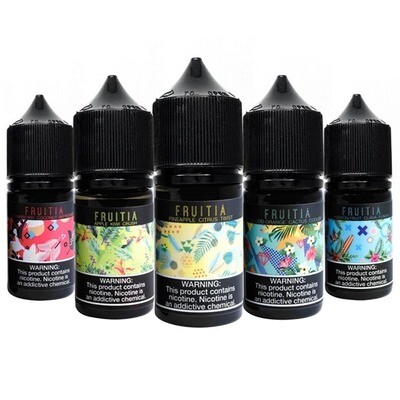 FRUITIA
WARNING:
This product contains
nicotine. Nicotine is
an addictive chemical.
FRUITIA
APPLE KIWI CRUSH
WARNING:
This product contains
nicotine. Nicotine is
an addictive chemical.
FRUITIA
PINEAPPLE CITRUS TWIST
WARNING:
This product contains
nicotine. Nicotine is
an addictive chemical.
FRUITIA
ORANGE CACTUS
WARNING:
This product contains
nicotine. Nicotine is
an addictive chemical.
FRUITIA
WARNING:
This product contains
nicotine. Nicotine is
an addictive chemical.